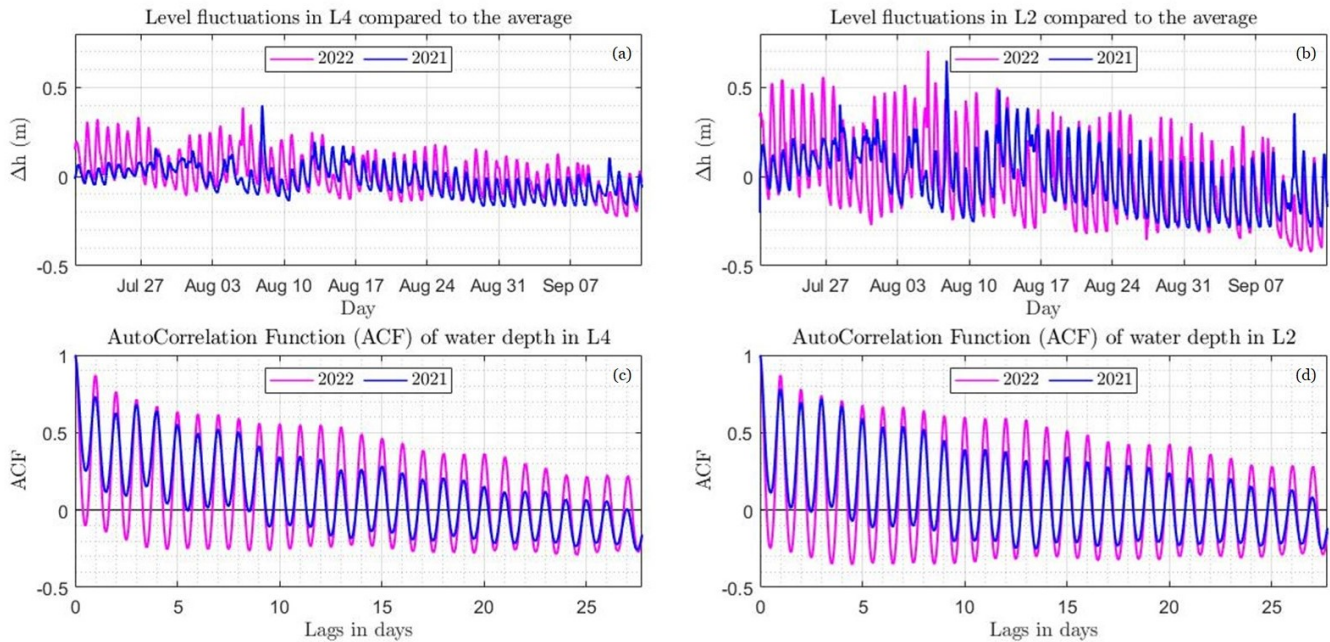 Level fluctuations in L4 compared to the average
2022 2021
(a)
0.5
0
-0.5
Δh (m)
Jul 27 Aug 03 Aug 10 Aug 17 Aug 24 Aug 31 Sep 07
Day
Level fluctuations in L2 compared to the average
2022 2021
(b)
0.5
0
-0.5
Δh (m)
Jul 27 Aug 03 Aug 10 Aug 17 Aug 24 Aug 31 Sep 07
Day
AutoCorrelation Function (ACF) of water depth in L4
2022 2021
(c)
1
0.5
0
-0.5
ACF
0 5 10 15 20 25
Lags in days
AutoCorrelation Function (ACF) of water depth in L2
2022 2021
(d)
1
0.5
0
-0.5
ACF
0 5 10 15 20 25
Lags in days